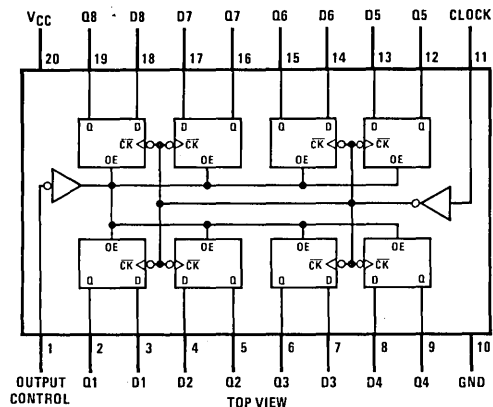 VCC Q8 D8 D7 Q7 Q6 D6 D5 Q5 CLOCK
20 19 18 17 16 15 14 13 12 11
Q D D Q Q D D Q
CK CK CK CK
OE OE OE OE
OE OE OE OE
CK CK CK CK
Q D D Q Q D D Q
1 2 3 4 5 6 7 8 9 10
OUTPUT CONTROL Q1 D1 D2 Q2 Q3 D3 D4 Q4 GND
TOP VIEW